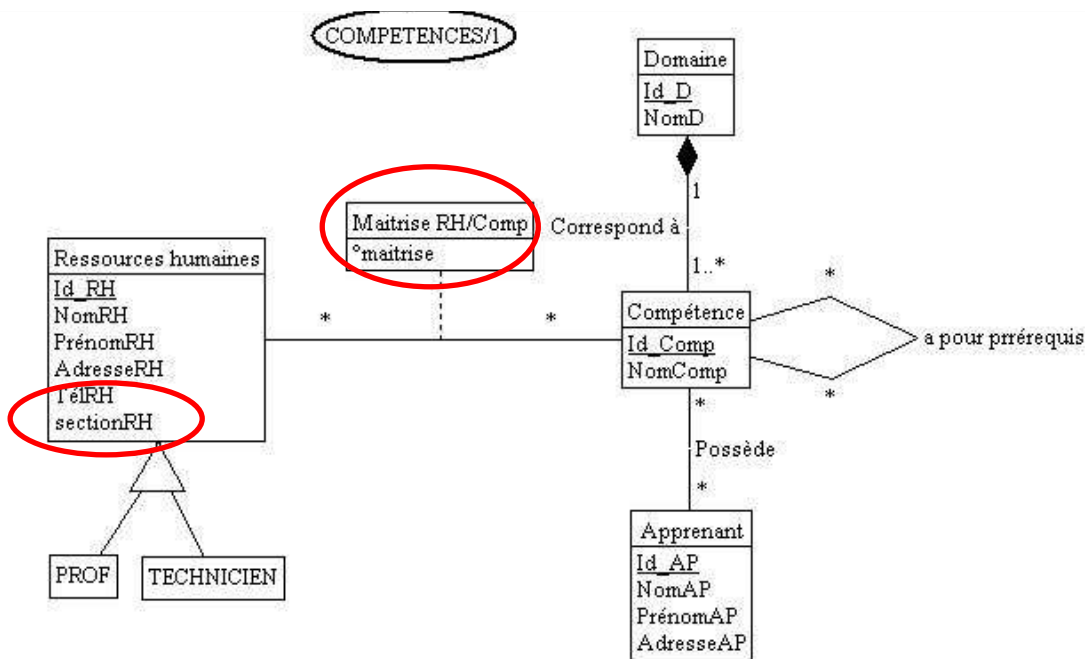 COMPETENCES/1
Domaine
Id_D
NomD
1
Correspond à
1..*
Maitrise RH/Comp
°maitrise
Ressources humaines
Id_RH
NomRH
PrénomRH
AdresseRH
TélRH
sectionRH
*
*
Compétence
Id_Comp
NomComp
*
*
a pour prrérequis
*
Possède
*
PROF
TECHNICIEN
Apprenant
Id_AP
NomAP
PrénomAP
AdresseAP